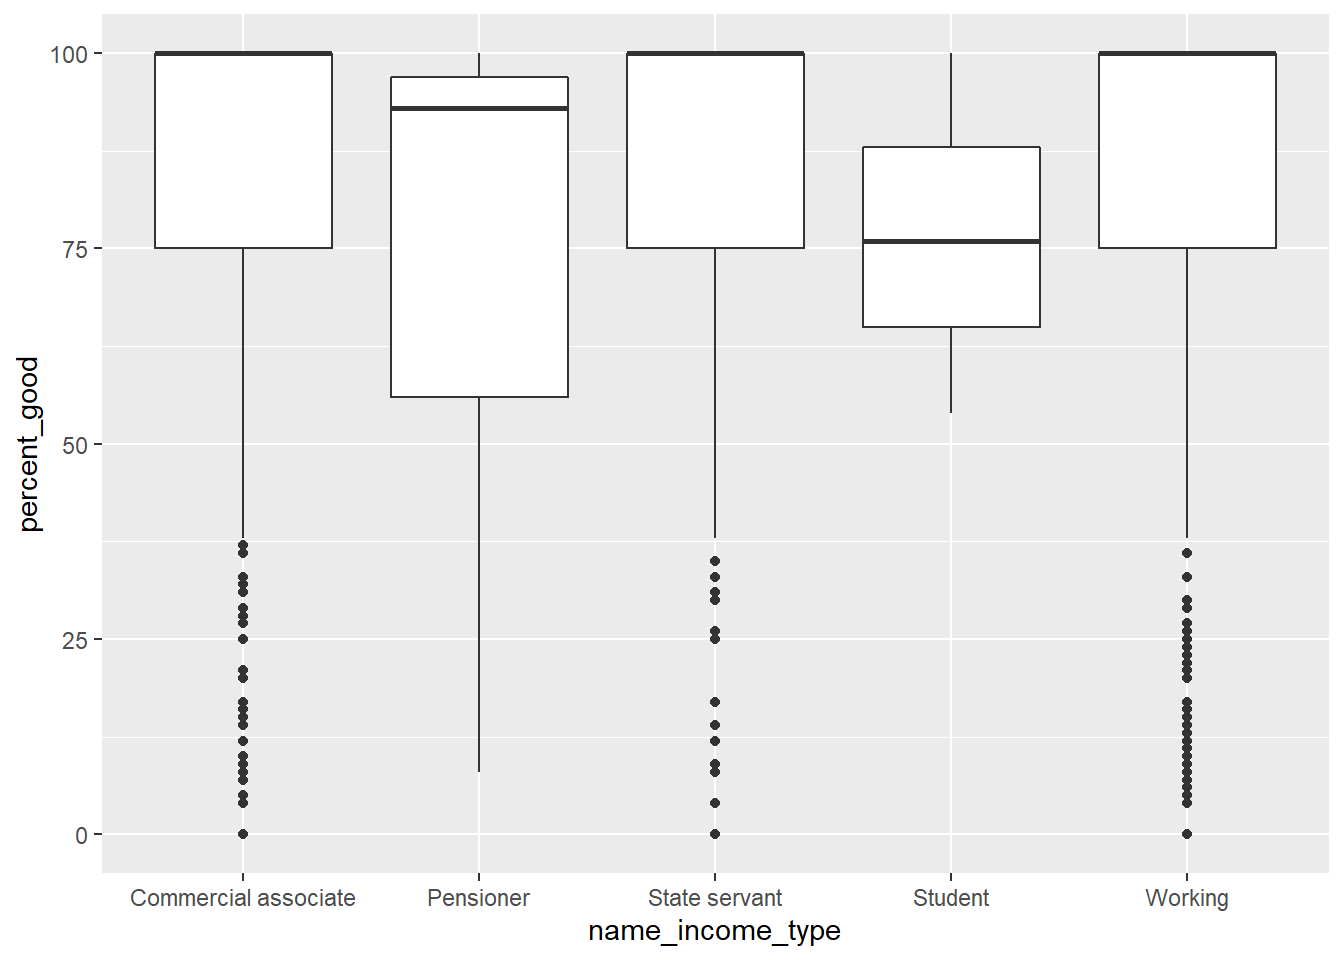 100
75
50
25
0
percent_good
Commercial associate
Pensioner
State servant
Student
Working
name_income_type